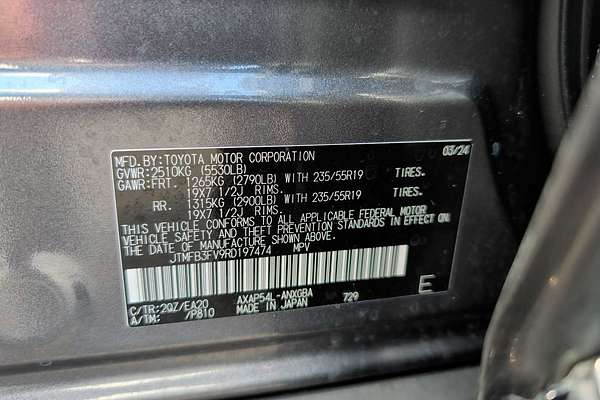 MFD.BY:TOYOTA MOTOR CORPORATION 03/24
GVWR:2510KG (5530LB)
GAWR:FRT. 1265KG (2790LB) WITH 235/55R19 TIRES.
19X7 1/2J RIMS.
RR. 1315KG (2900LB) WITH 235/55R19 TIRES.
19X7 1/2J RIMS.
THIS VEHICLE CONFORMS TO ALL APPLICABLE FEDERAL MOTOR
VEHICLE SAFETY AND THEFT PREVENTION STANDARDS IN EFFECT ON
THE DATE OF MANUFACTURE SHOWN ABOVE.
JTMFB3FV9RD197474 MPV
C/TR:2QZ/EA20 AXAP54L-ANXGBA 729
A/TM: /P810 MADE IN JAPAN E